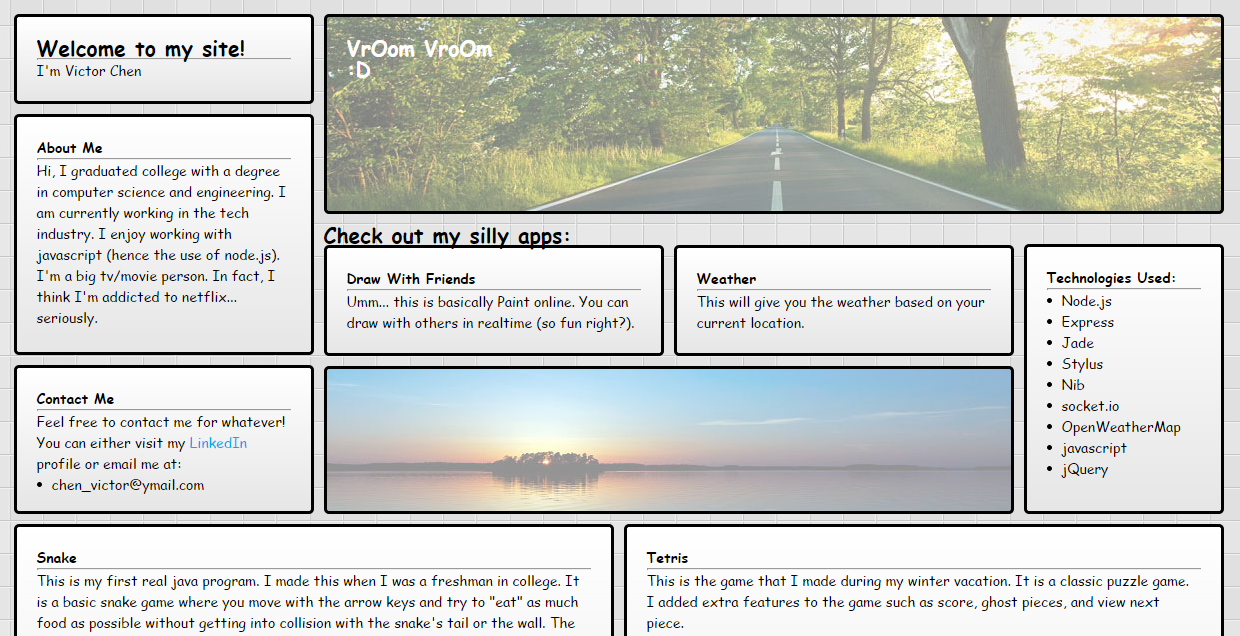 Welcome to my site!
I'm Victor Chen
VrOom VroOm
:D
About Me
Hi, I graduated college with a degree
in computer science and engineering. I
am currently working in the tech
industry. I enjoy working with
javascript (hence the use of node.js).
I'm a big tv/movie person. In fact, I
think I'm addicted to netflix...
seriously.
Contact Me
Feel free to contact me for whatever!
You can either visit my LinkedIn
profile or email me at:
• chen_victor@ymail.com
Check out my silly apps:
Draw With Friends
Umm... this is basically Paint online. You can
draw with others in realtime (so fun right?).
Weather
This will give you the weather based on your
current location.
Technologies Used:
• Node.js
• Express
• Jade
• Stylus
• Nib
• socket.io
• OpenWeatherMap
• javascript
• jQuery
Snake
This is my first real java program. I made this when I was a freshman in college. It
is a basic snake game where you move with the arrow keys and try to "eat" as much
food as possible without getting into collision with the snake's tail or the wall. The
Tetris
This is the game that I made during my winter vacation. It is a classic puzzle game.
I added extra features to the game such as score, ghost pieces, and view next
piece.